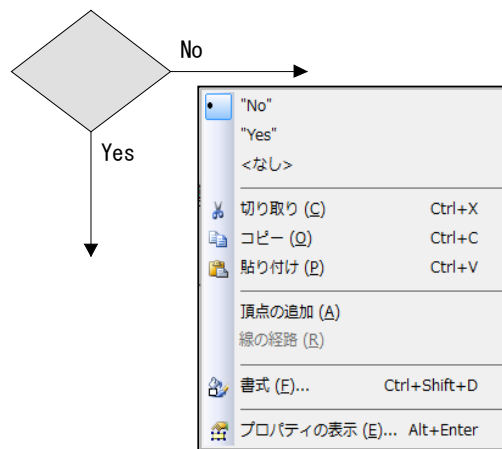 No
Yes
"No"
"Yes"
<なし>
切り取り (C) Ctrl+X
コピー (O) Ctrl+C
貼り付け (P) Ctrl+V
頂点の追加 (A)
線の経路 (R)
書式 (F)... Ctrl+Shift+D
プロパティの表示 (E)... Alt+Enter